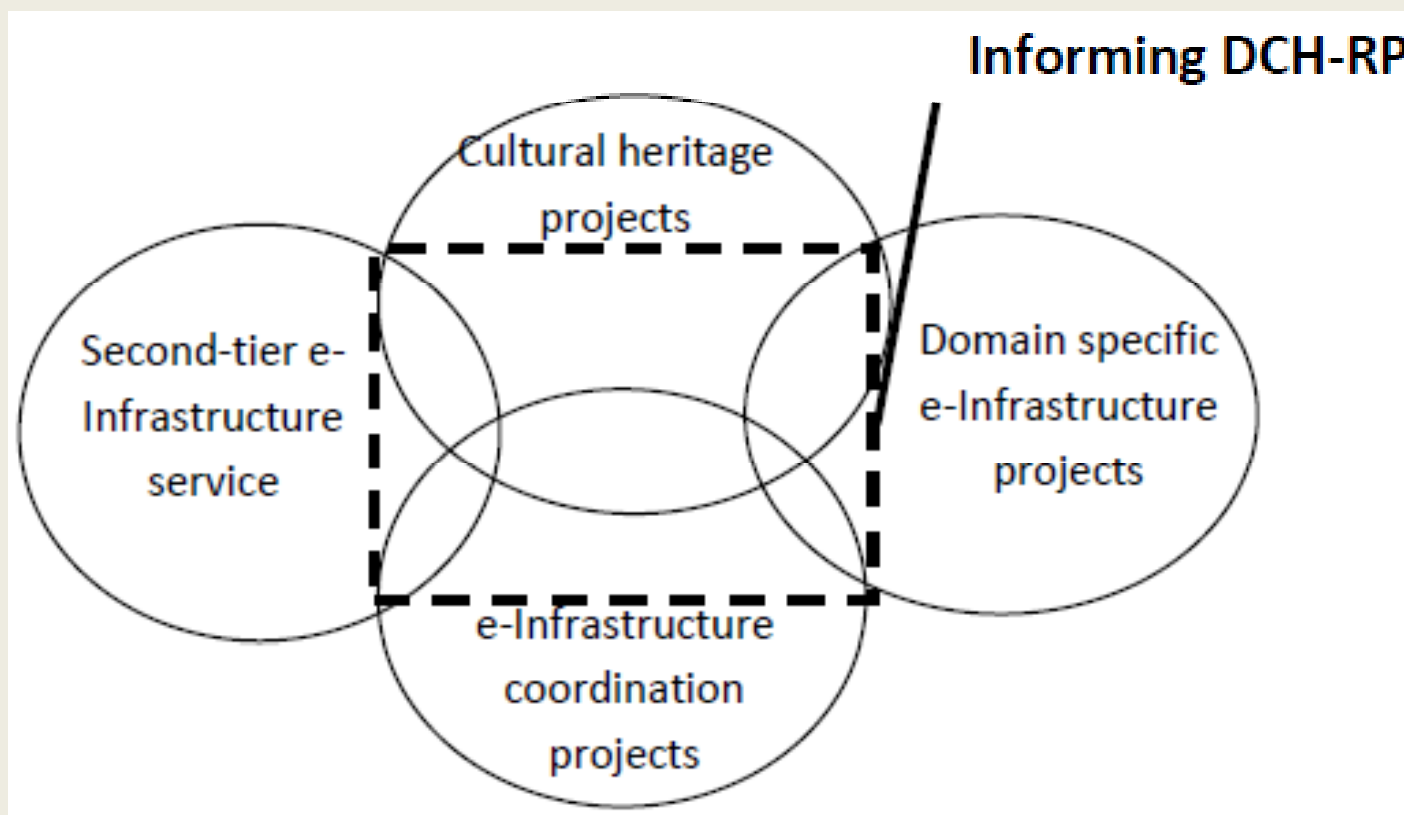 Informing DCH-RP
Cultural heritage
projects
Second-tier e-
Infrastructure
service
Domain specific
e-Infrastructure
projects
e-Infrastructure
coordination
projects